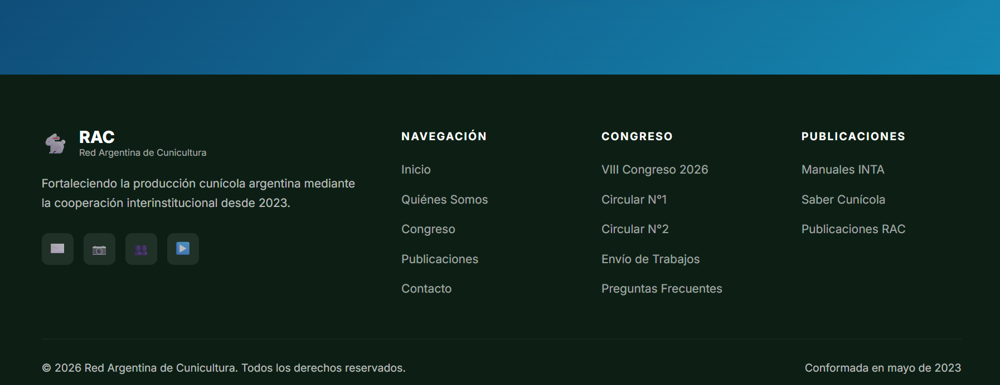 RAC
Red Argentina de Cunicultura
Fortaleciendo la producción cunícola argentina mediante
la cooperación interinstitucional desde 2023.
NAVEGACIÓN
Inicio
Quiénes Somos
Congreso
Publicaciones
Contacto
CONGRESO
VIII Congreso 2026
Circular N°1
Circular N°2
Envío de Trabajos
Preguntas Frecuentes
PUBLICACIONES
Manuales INTA
Saber Cunícola
Publicaciones RAC
© 2026 Red Argentina de Cunicultura. Todos los derechos reservados.
Conformada en mayo de 2023